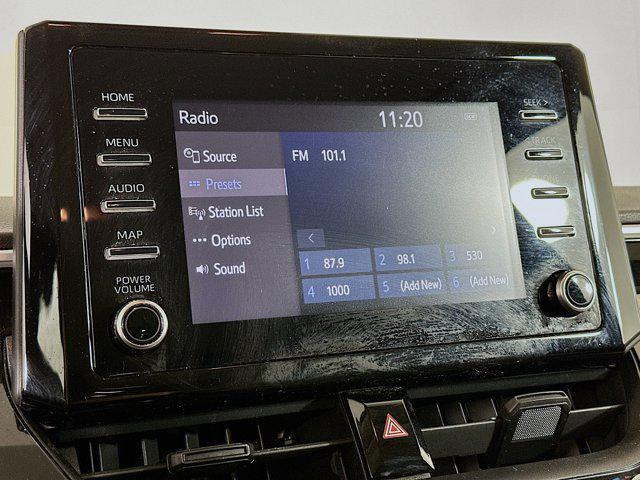 HOME
MENU
AUDIO
MAP
POWER
VOLUME
Radio
11:20
Source
Presets
Station List
Options
Sound
FM 101.1
<
>
1 87.9
2 98.1
3 530
4 1000
5 (Add New)
6 (Add New)
SEEK >
TRACK